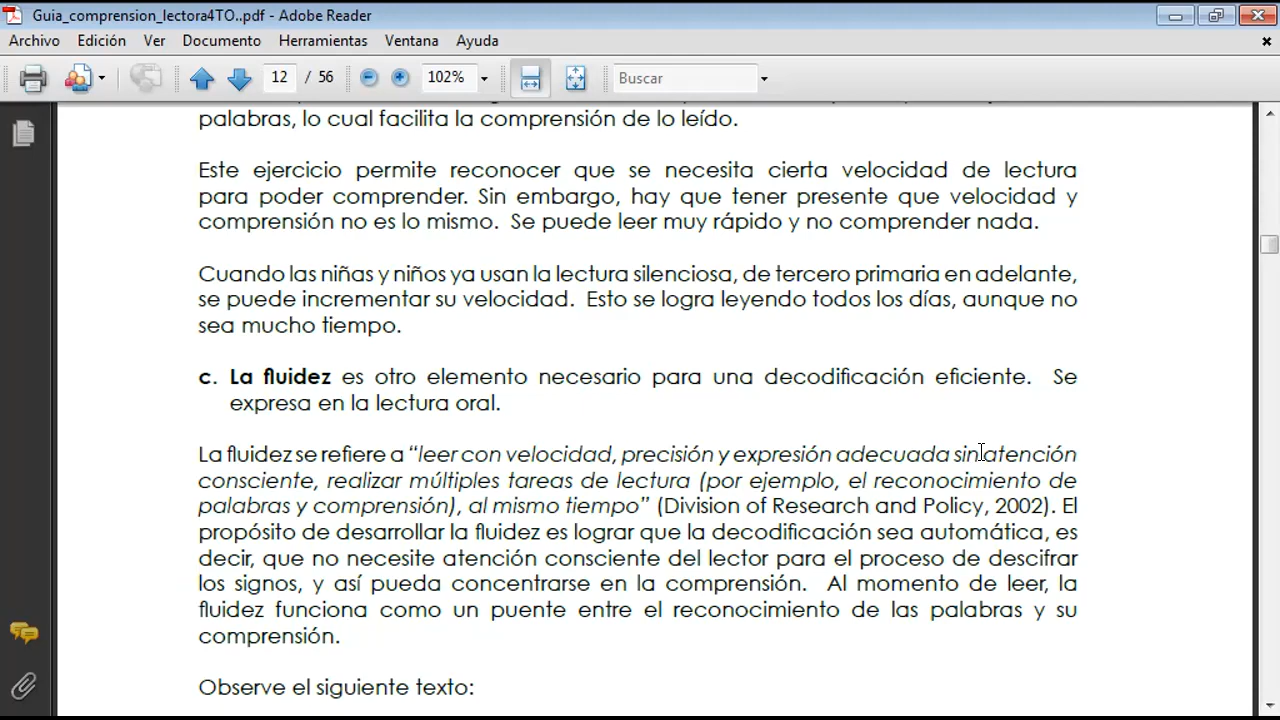 Guia_comprension_lectora4TO..pdf - Adobe Reader
Archivo Edición Ver Documento Herramientas Ventana Ayuda
12 / 56 102% Buscar
palabras, lo cual facilita la comprensión de lo leído.
Este ejercicio permite reconocer que se necesita cierta velocidad de lectura
para poder comprender. Sin embargo, hay que tener presente que velocidad y
comprensión no es lo mismo. Se puede leer muy rápido y no comprender nada.
Cuando las niñas y niños ya usan la lectura silenciosa, de tercero primaria en adelante,
se puede incrementar su velocidad. Esto se logra leyendo todos los días, aunque no
sea mucho tiempo.
c. La fluidez es otro elemento necesario para una decodificación eficiente. Se
expresa en la lectura oral.
La fluidez se refiere a “leer con velocidad, precisión y expresión adecuada sin atención
consciente, realizar múltiples tareas de lectura (por ejemplo, el reconocimiento de
palabras y comprensión), al mismo tiempo” (Division of Research and Policy, 2002). El
propósito de desarrollar la fluidez es lograr que la decodificación sea automática, es
decir, que no necesite atención consciente del lector para el proceso de descifrar
los signos, y así pueda concentrarse en la comprensión. Al momento de leer, la
fluidez funciona como un puente entre el reconocimiento de las palabras y su
comprensión.
Observe el siguiente texto: